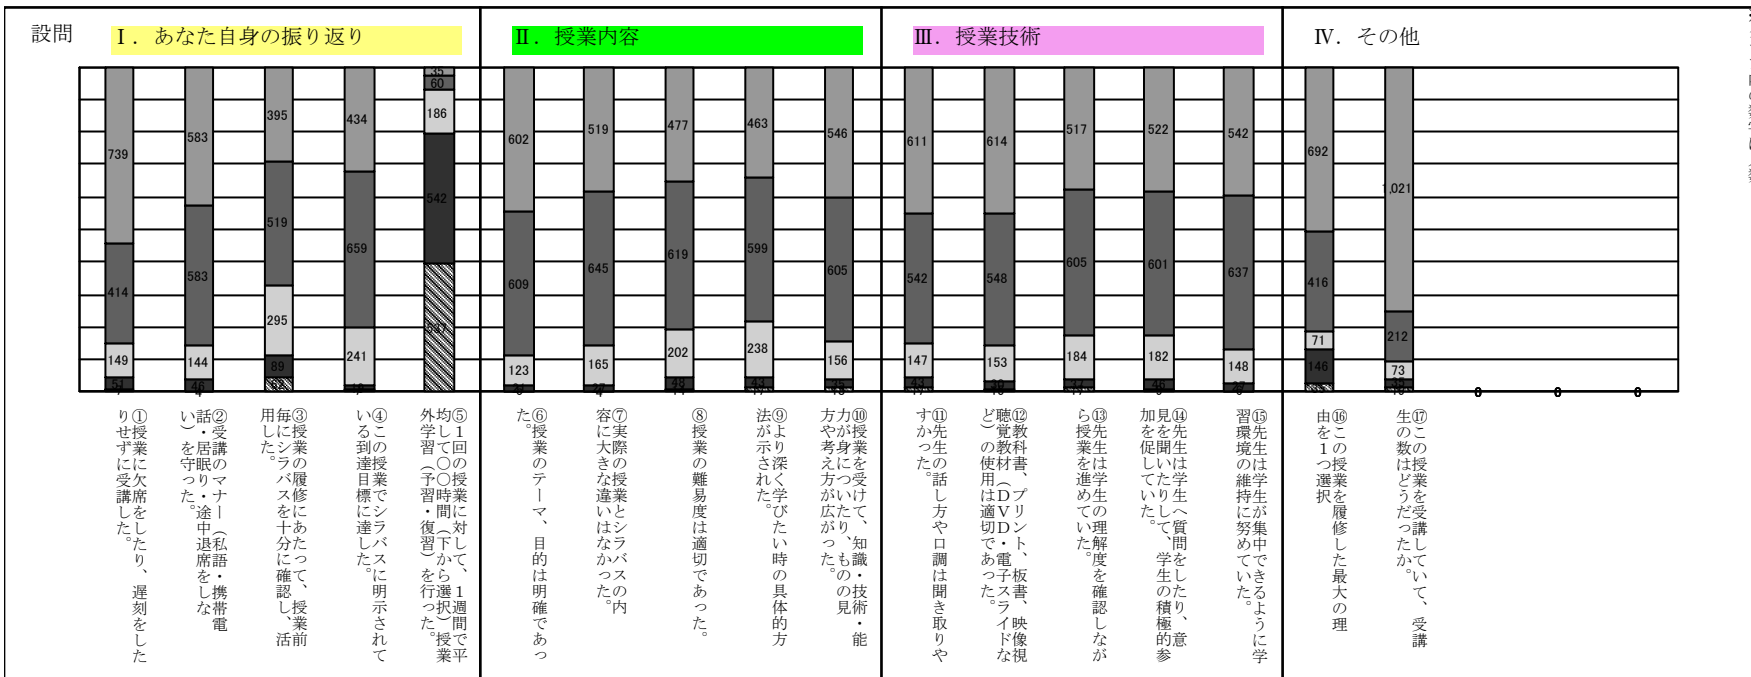 設問
Ⅰ．あなた自身の振り返り
Ⅱ．授業内容
Ⅲ．授業技術
Ⅳ．その他
739
414
149
51
583
583
144
46
4
395
519
295
89
62
434
659
241
35
60
186
542
537
602
609
123
519
645
165
477
619
202
48
463
599
238
43
546
605
156
35
611
542
147
43
614
548
153
517
605
184
522
601
182
46
542
637
148
692
416
71
146
1,021
212
73
0
0
0
①授業に欠席をしたり、遅刻をした
りせずに受講した。
②受講のマナー（私語・携帯電
話・居眠り・途中退席をしな
い）を守った。
③授業の履修にあたって、授業前
毎にシラバスを十分に確認し、活
用した。
④この授業でシラバスに明示されて
いる到達目標に達した。
⑤１回の授業に対して、１週間で平
均して〇〇時間（下から選択）授業
外学習（予習・復習）を行った。
⑥授業のテーマ、目的は明確であっ
た。
⑦実際の授業とシラバスの内
容に大きな違いはなかった。
⑧授業の難易度は適切であった。
⑨より深く学びたい時の具体的方
法が示された。
⑩授業を受けて、知識・技術・能
力が身についたり、ものの見
方や考え方が広がった。
⑪先生の話し方や口調は聞き取りや
すかった。
⑫教科書、プリント、板書、映像視
聴覚教材（ＤＶＤ・電子スライドな
ど）の使用は適切であった。
⑬先生は学生の理解度を確認しなが
ら授業を進めていた。
⑭先生は学生へ質問をしたり、意
見を聞いたりして、学生の積極的参
加を促していた。
⑮先生は学生が集中できるように学
習環境の維持に努めていた。
⑯この授業を履修した最大の理
由を１つ選択
⑰この授業を受講していて、受講
生の数はどうだったか。